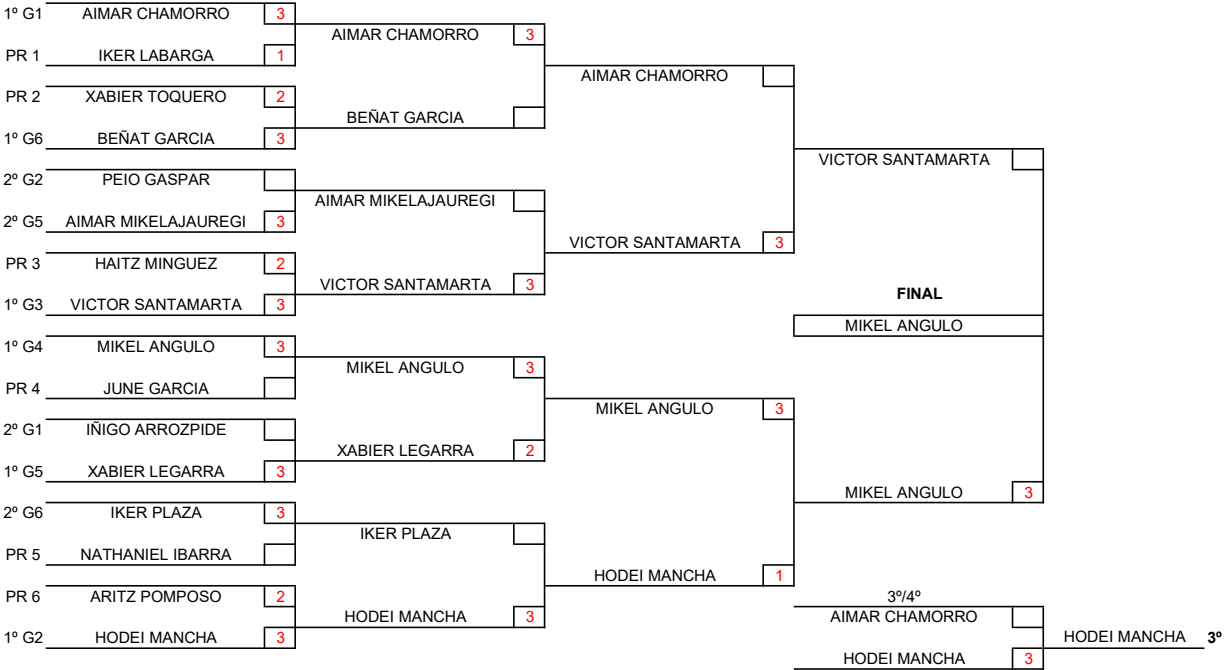 1º G1 AIMAR CHAMORRO 3
AIMAR CHAMORRO 3
PR 1 IKER LABARGA 1
AIMAR CHAMORRO
PR 2 XABIER TOQUERO 2
BEÑAT GARCIA
1º G6 BEÑAT GARCIA 3
VICTOR SANTAMARTA
2º G2 PEIO GASPAR
AIMAR MIKELAJAUREGI
2º G5 AIMAR MIKELAJAUREGI 3
VICTOR SANTAMARTA 3
PR 3 HAITZ MINGUEZ 2
VICTOR SANTAMARTA 3
FINAL
1º G3 VICTOR SANTAMARTA 3
MIKEL ANGULO
1º G4 MIKEL ANGULO 3
MIKEL ANGULO 3
PR 4 JUNE GARCIA
MIKEL ANGULO 3
2º G1 IÑIGO ARROZPIDE
XABIER LEGARRA 2
1º G5 XABIER LEGARRA 3
MIKEL ANGULO 3
2º G6 IKER PLAZA 3
IKER PLAZA
PR 5 NATHANIEL IBARRA
HODEI MANCHA 1
PR 6 ARITZ POMPOSO 2
3º/4º
HODEI MANCHA 3
AIMAR CHAMORRO
1º G2 HODEI MANCHA 3
HODEI MANCHA 3º
HODEI MANCHA 3